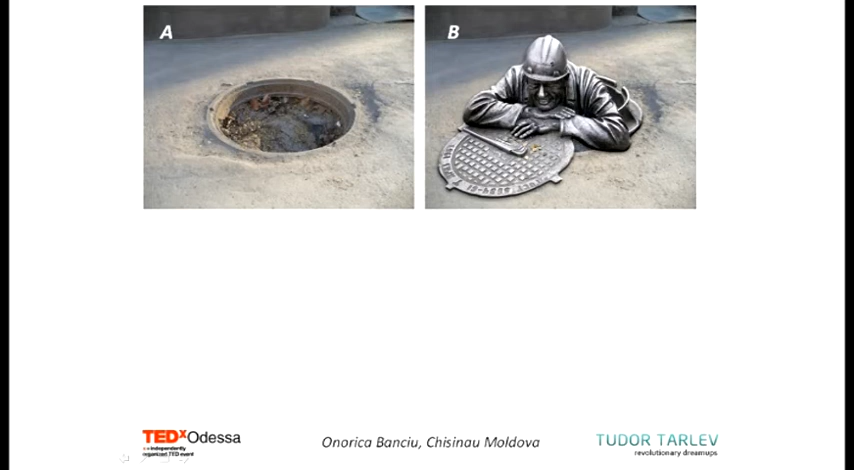 A
B
TEDxOdessa
independently
organized TED event
Onorica Banciu, Chisinau Moldova
TUDOR TARLEV
revolutionary dreamups